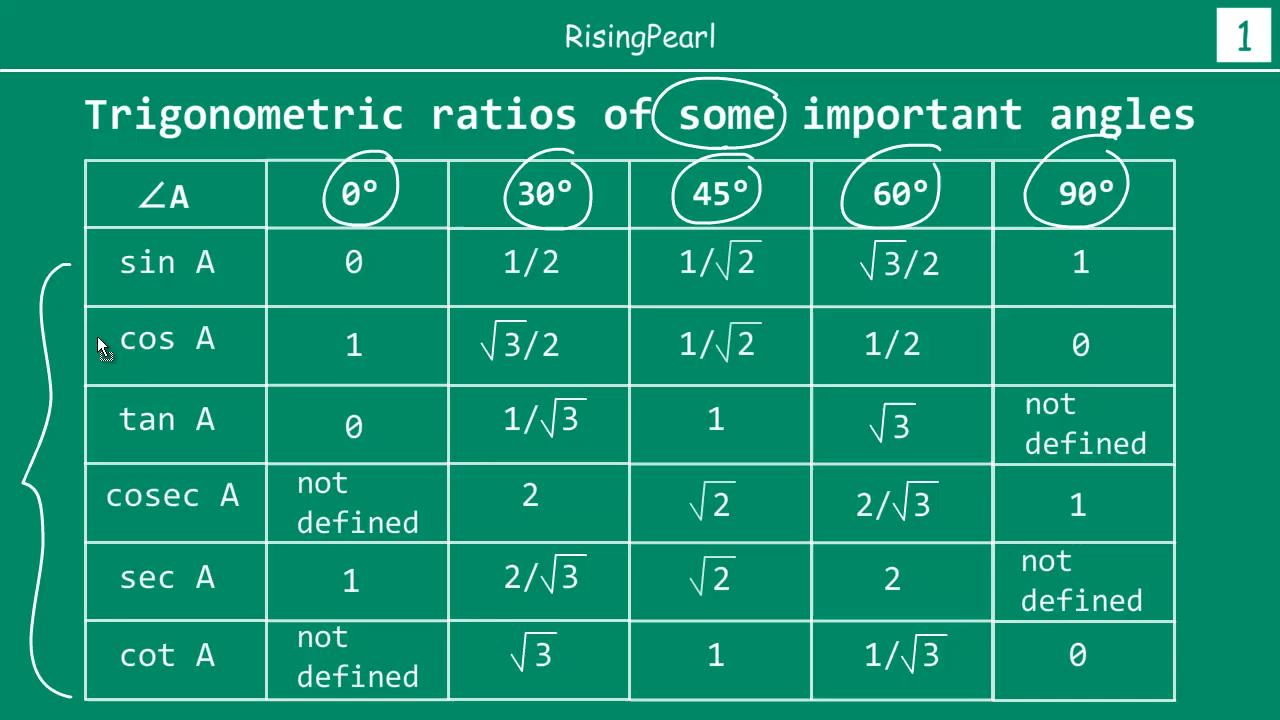 RisingPearl
1
Trigonometric ratios of some important angles
∠A 0° 30° 45° 60° 90°
sin A 0 1/2 1/√2 √3/2 1
cos A 1 √3/2 1/√2 1/2 0
tan A 0 1/√3 1 √3 not defined
cosec A not defined 2 √2 2/√3 1
sec A 1 2/√3 √2 2 not defined
cot A not defined √3 1 1/√3 0